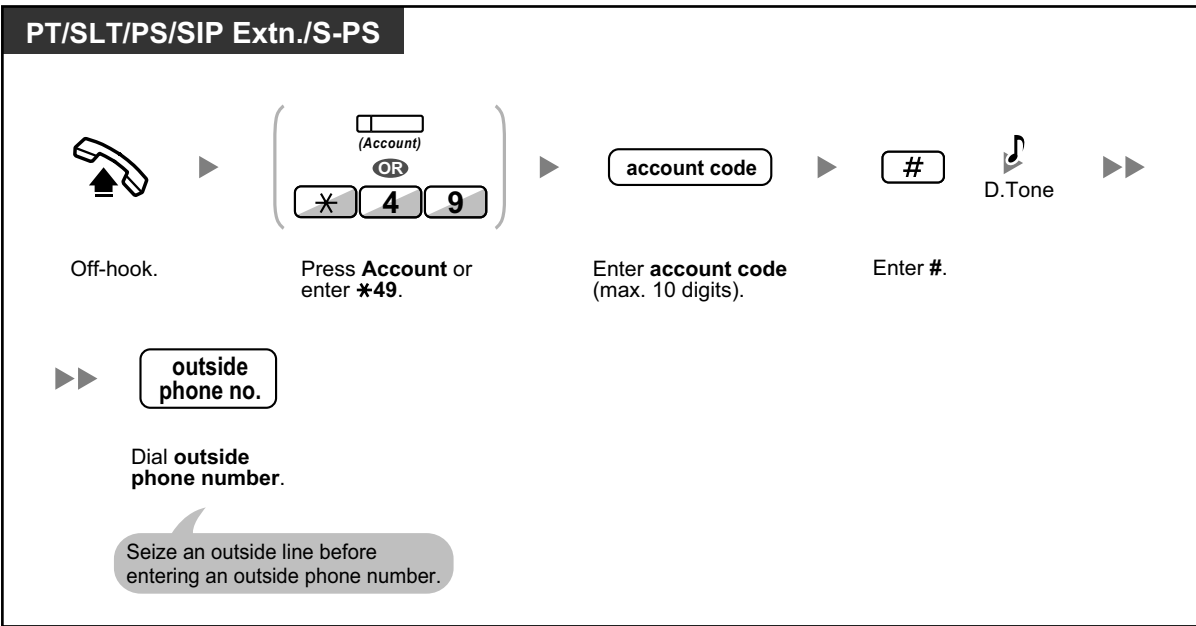 PT/SLT/PS/SIP Extn./S-PS
(Account)
OR
* 4 9
account code
#
D.Tone
Off-hook.
Press Account or
enter *49.
Enter account code
(max. 10 digits).
Enter #.
outside
phone no.
Dial outside
phone number.
Seize an outside line before
entering an outside phone number.